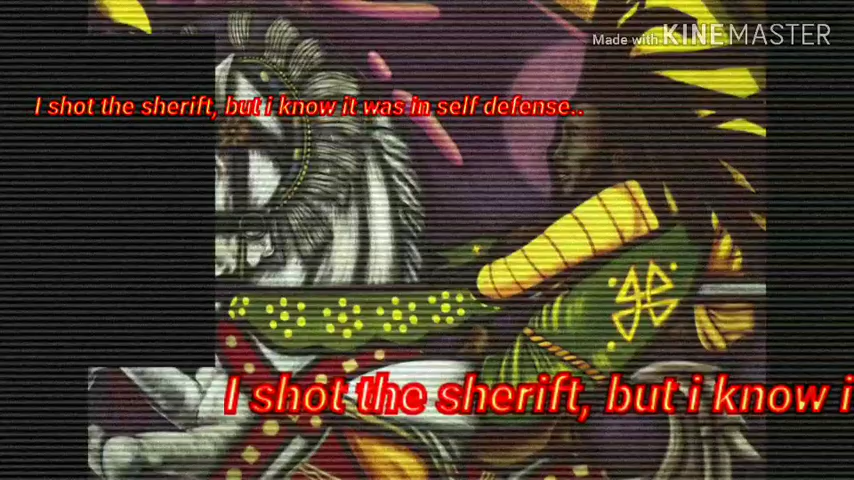 Made with KINEMASTER
I shot the sherift, but i know it was in self defense..
I shot the sherift, but i know i